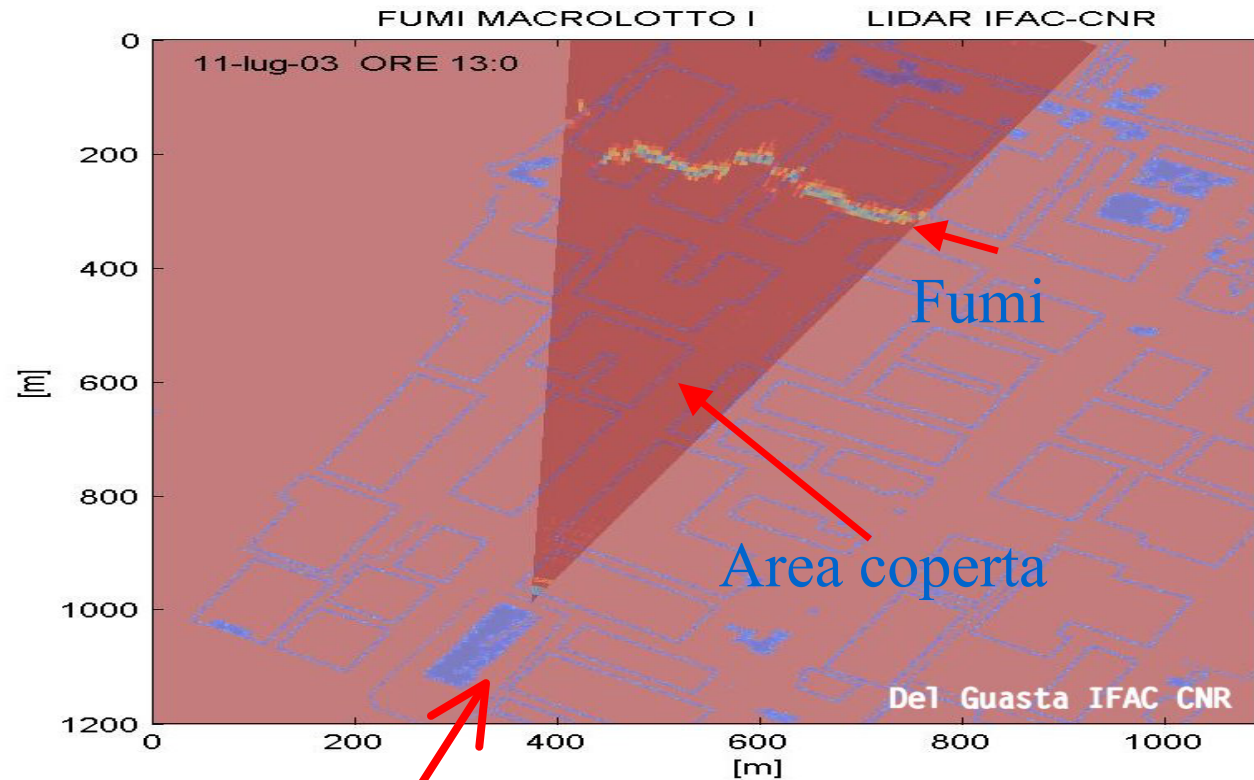 FUMI MACROLOTTO I LIDAR IFAC-CNR
11-lug-03 ORE 13:0
0
200
400
600
800
1000
1200
[m]
Fumi
Area coperta
Del Guasta IFAC CNR
0 200 400 600 800 1000
[m]